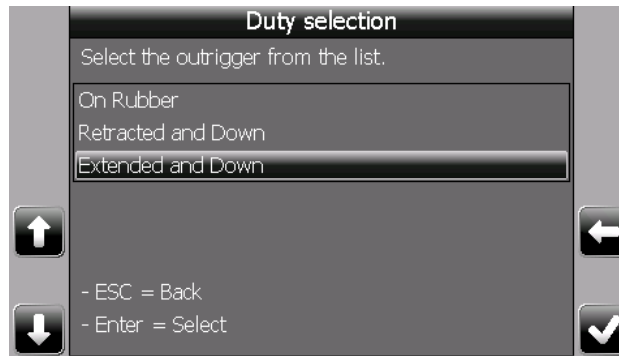 Duty selection
Select the outrigger from the list.
On Rubber
Retracted and Down
Extended and Down
- ESC = Back
- Enter = Select